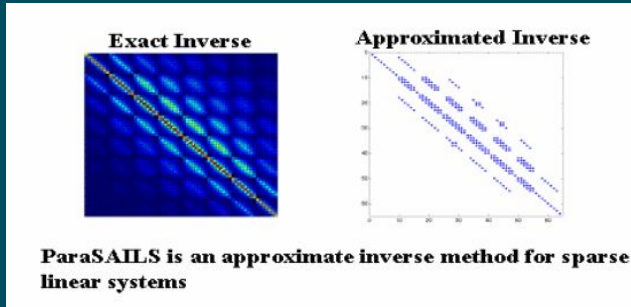 Exact Inverse
Approximated Inverse
ParaSAILS is an approximate inverse method for sparse
linear systems